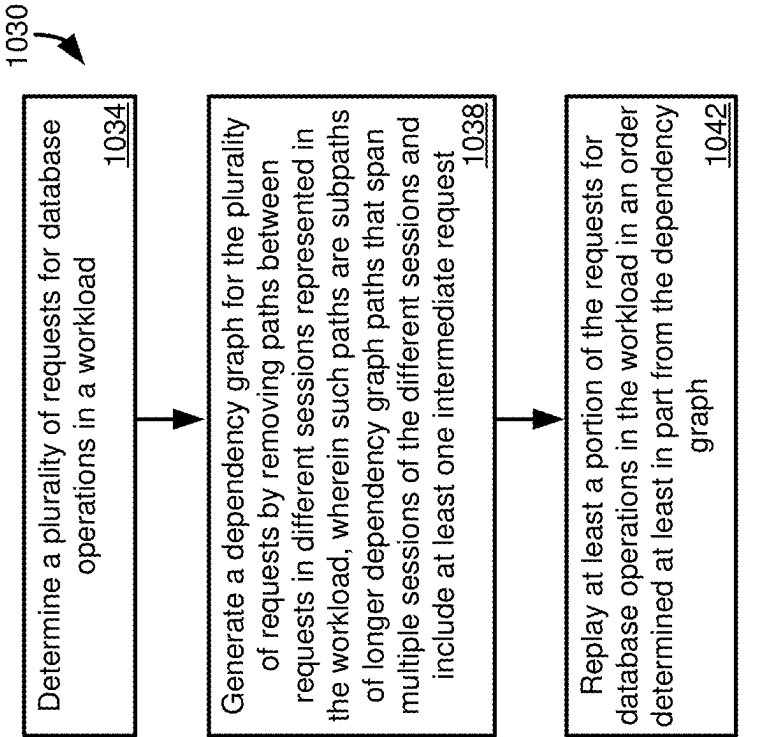 1030
Determine a plurality of requests for database
operations in a workload
1034
Generate a dependency graph for the plurality
of requests by removing paths between
requests in different sessions represented in
the workload, wherein such paths are subpaths
of longer dependency graph paths that span
multiple sessions of the different sessions and
include at least one intermediate request
1038
Replay at least a portion of the requests for
database operations in the workload in an order
determined at least in part from the dependency
graph
1042